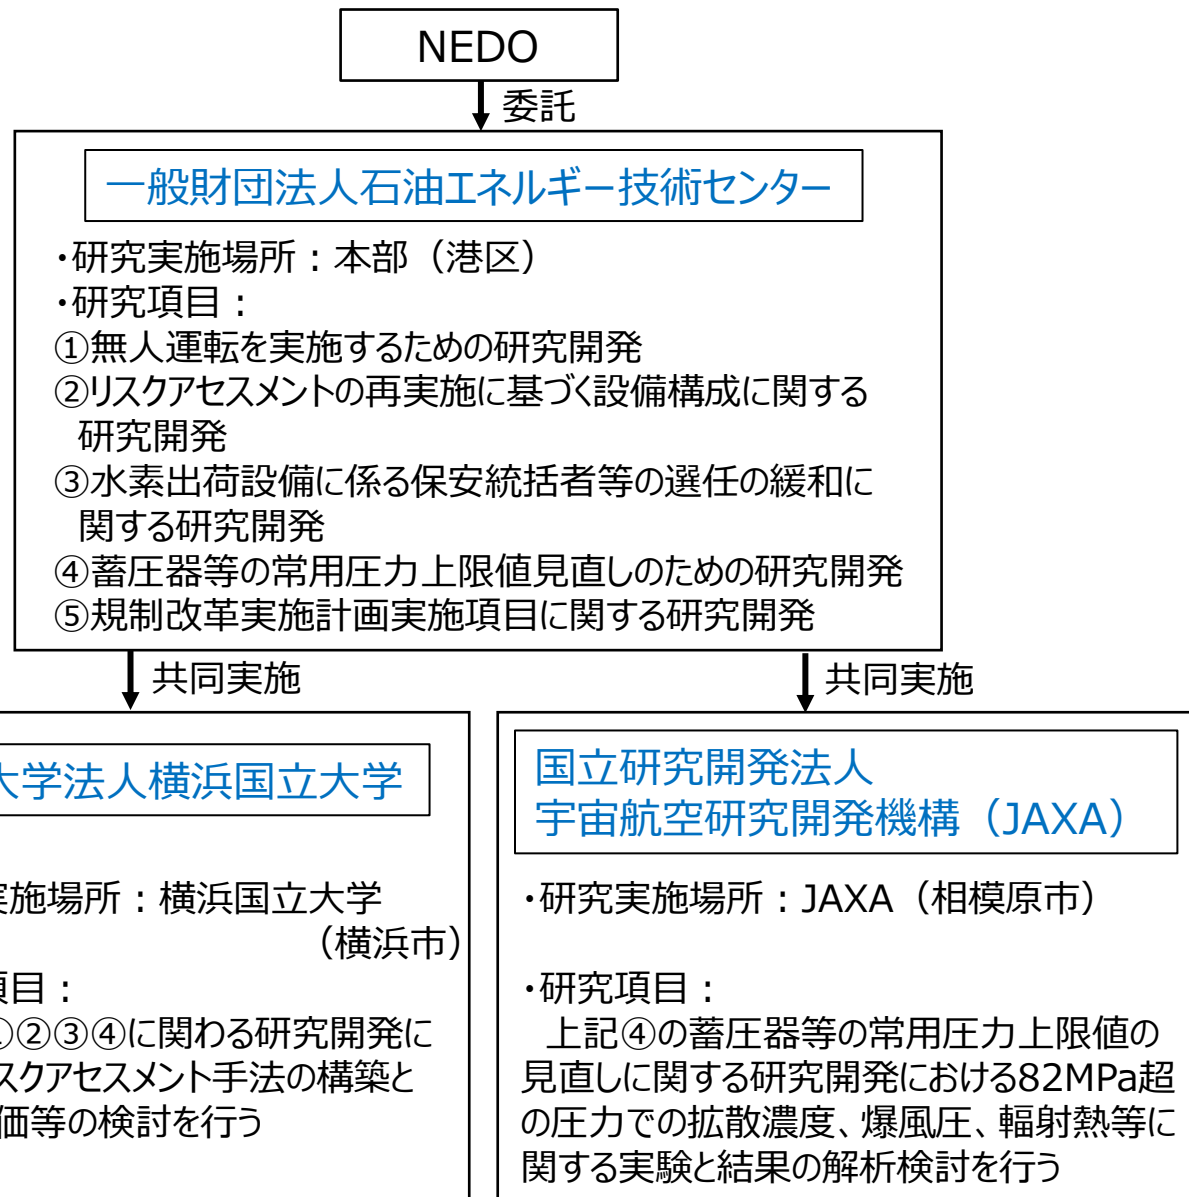 NEDO
委託
一般財団法人石油エネルギー技術センター
・研究実施場所：本部（港区）
・研究項目：
①無人運転を実施するための研究開発
②リスクアセスメントの再実施に基づく設備構成に関する
研究開発
③水素出荷設備に係る保安統括者等の選任の緩和に
関する研究開発
④蓄圧器等の常用圧力上限値見直しのための研究開発
⑤規制改革実施計画実施項目に関する研究開発
共同実施
共同実施
大学法人横浜国立大学
実施場所：横浜国立大学
（横浜市）
項目：
①②③④に関わる研究開発に
スクアセスメント手法の構築と
価等の検討を行う
国立研究開発法人
宇宙航空研究開発機構（JAXA）
・研究実施場所：JAXA（相模原市）
・研究項目：
上記④の蓄圧器等の常用圧力上限値の
見直しに関する研究開発における82MPa超
の圧力での拡散濃度、爆風圧、輻射熱等に
関する実験と結果の解析検討を行う